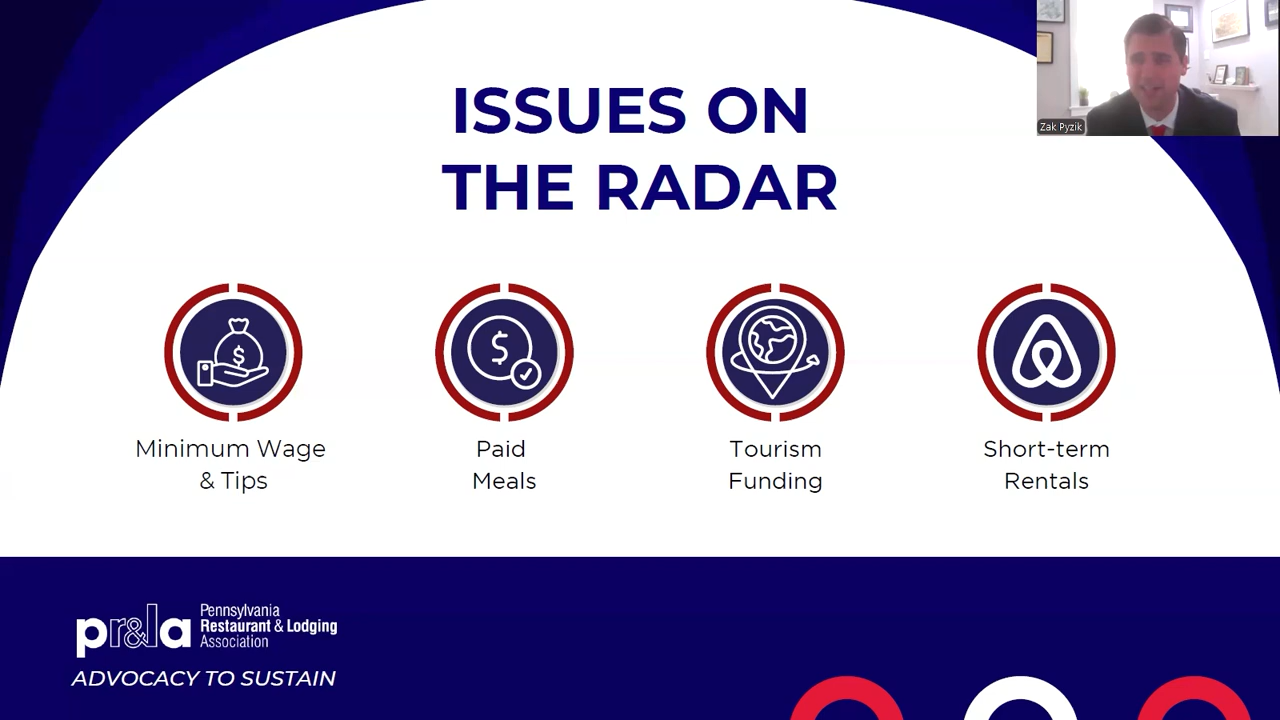 ISSUES ON
THE RADAR
Zak Pyzik
$
$
Minimum Wage
& Tips
Paid
Meals
Tourism
Funding
Short-term
Rentals
pr&la
Pennsylvania
Restaurant & Lodging
Association
ADVOCACY TO SUSTAIN